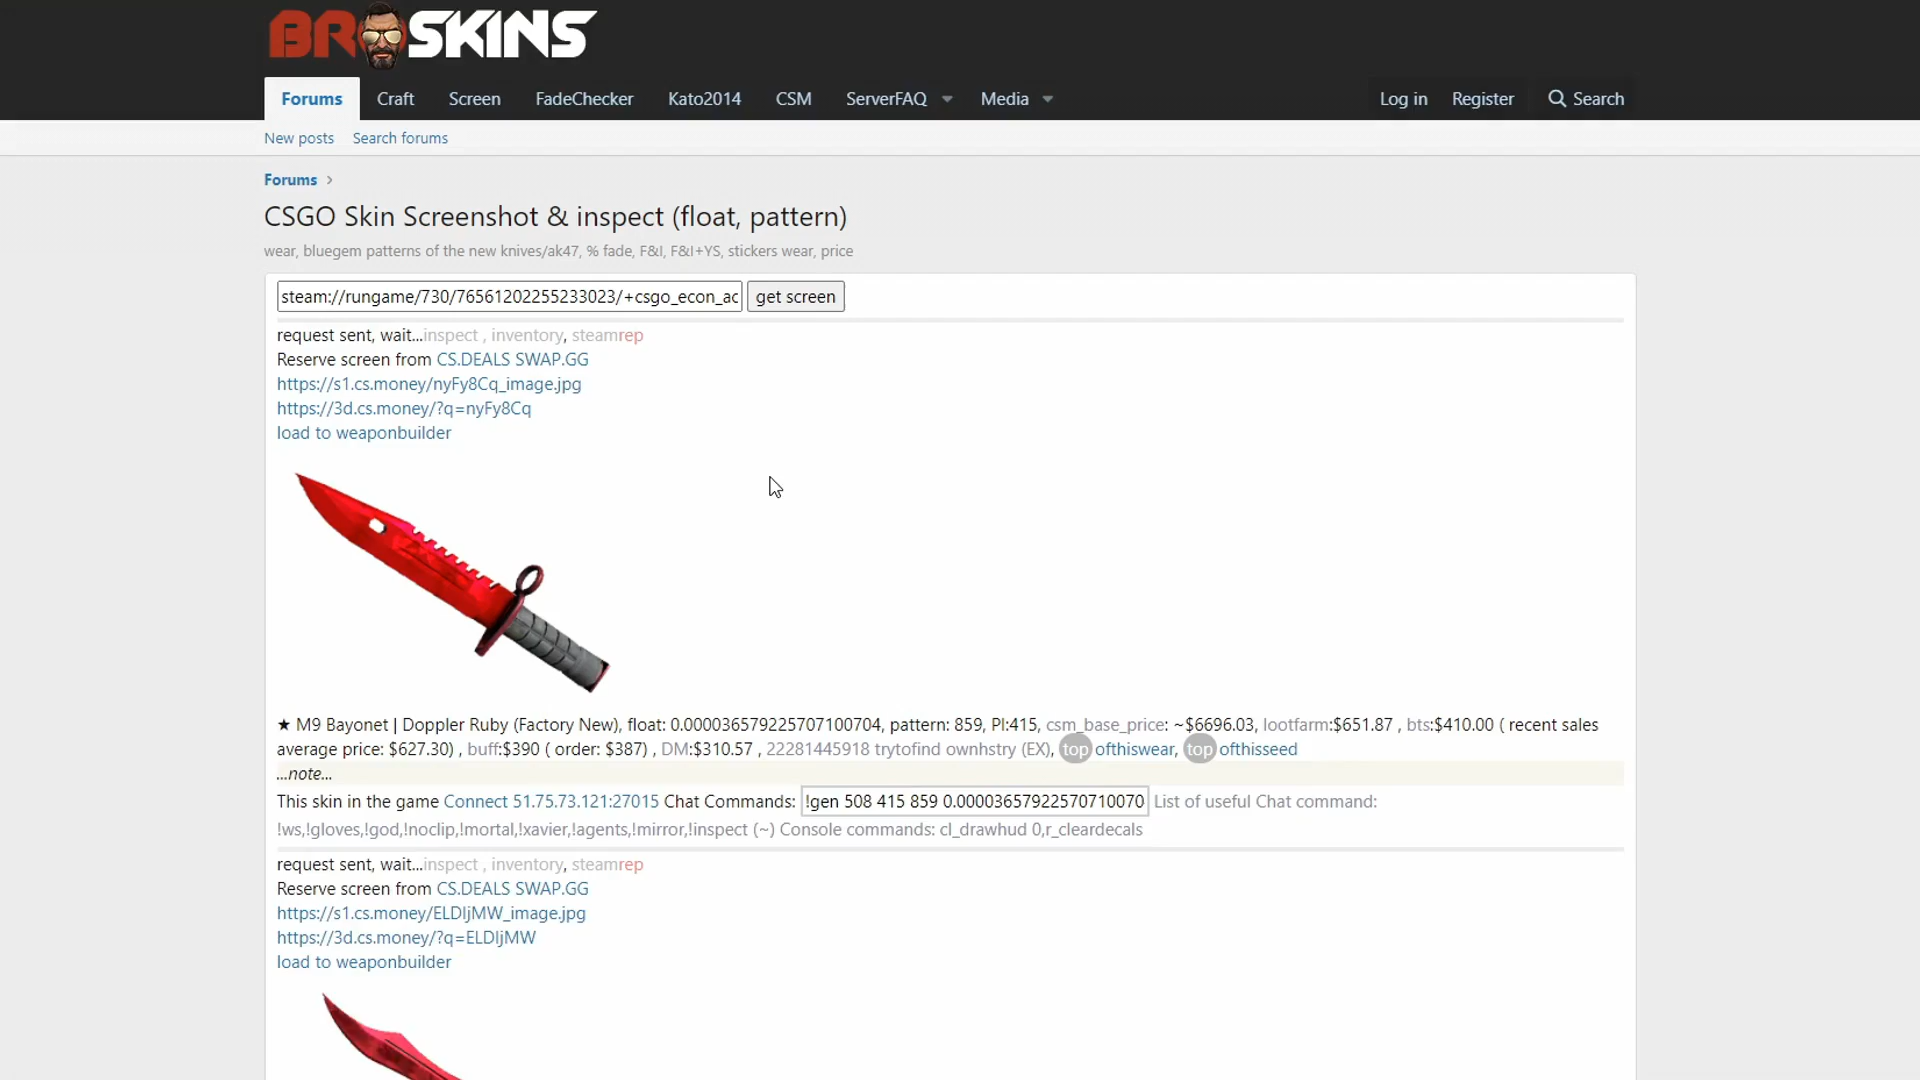 BROSKINS
Forums Craft Screen FadeChecker Kato2014 CSM ServerFAQ Media Log in Register Search
New posts Search forums
Forums
CSGO Skin Screenshot & inspect (float, pattern)
wear, bluegem patterns of the new knives/ak47, % fade, F&I, F&I+YS, stickers wear, price
steam://rungame/730/76561202255233023/+csgo_econ_ac get screen
request sent, wait...inspect , inventory, steamrep
Reserve screen from CS.DEALS SWAP.GG
https://s1.cs.money/nyFy8Cq_image.jpg
https://3d.cs.money/?q=nyFy8Cq
load to weaponbuilder
★ M9 Bayonet | Doppler Ruby (Factory New), float: 0.000036579225707100704, pattern: 859, PI:415, csm_base_price: ~$6696.03, lootfarm:$651.87 , bts:$410.00 ( recent sales
average price: $627.30) , buff:$390 ( order: $387) , DM:$310.57 , 22281445918 trytofind ownhstry (EX), top ofthiswear, top ofthisseed
...note...
This skin in the game Connect 51.75.73.121:27015 Chat Commands: !gen 508 415 859 0.00003657922570710070 List of useful Chat command:
!ws,!gloves,!god,!noclip,!mortal,!xavier,!agents,!mirror,!inspect (~) Console commands: cl_drawhud 0,r_cleardecals
request sent, wait...inspect , inventory, steamrep
Reserve screen from CS.DEALS SWAP.GG
https://s1.cs.money/ELDIjMW_image.jpg
https://3d.cs.money/?q=ELDIjMW
load to weaponbuilder